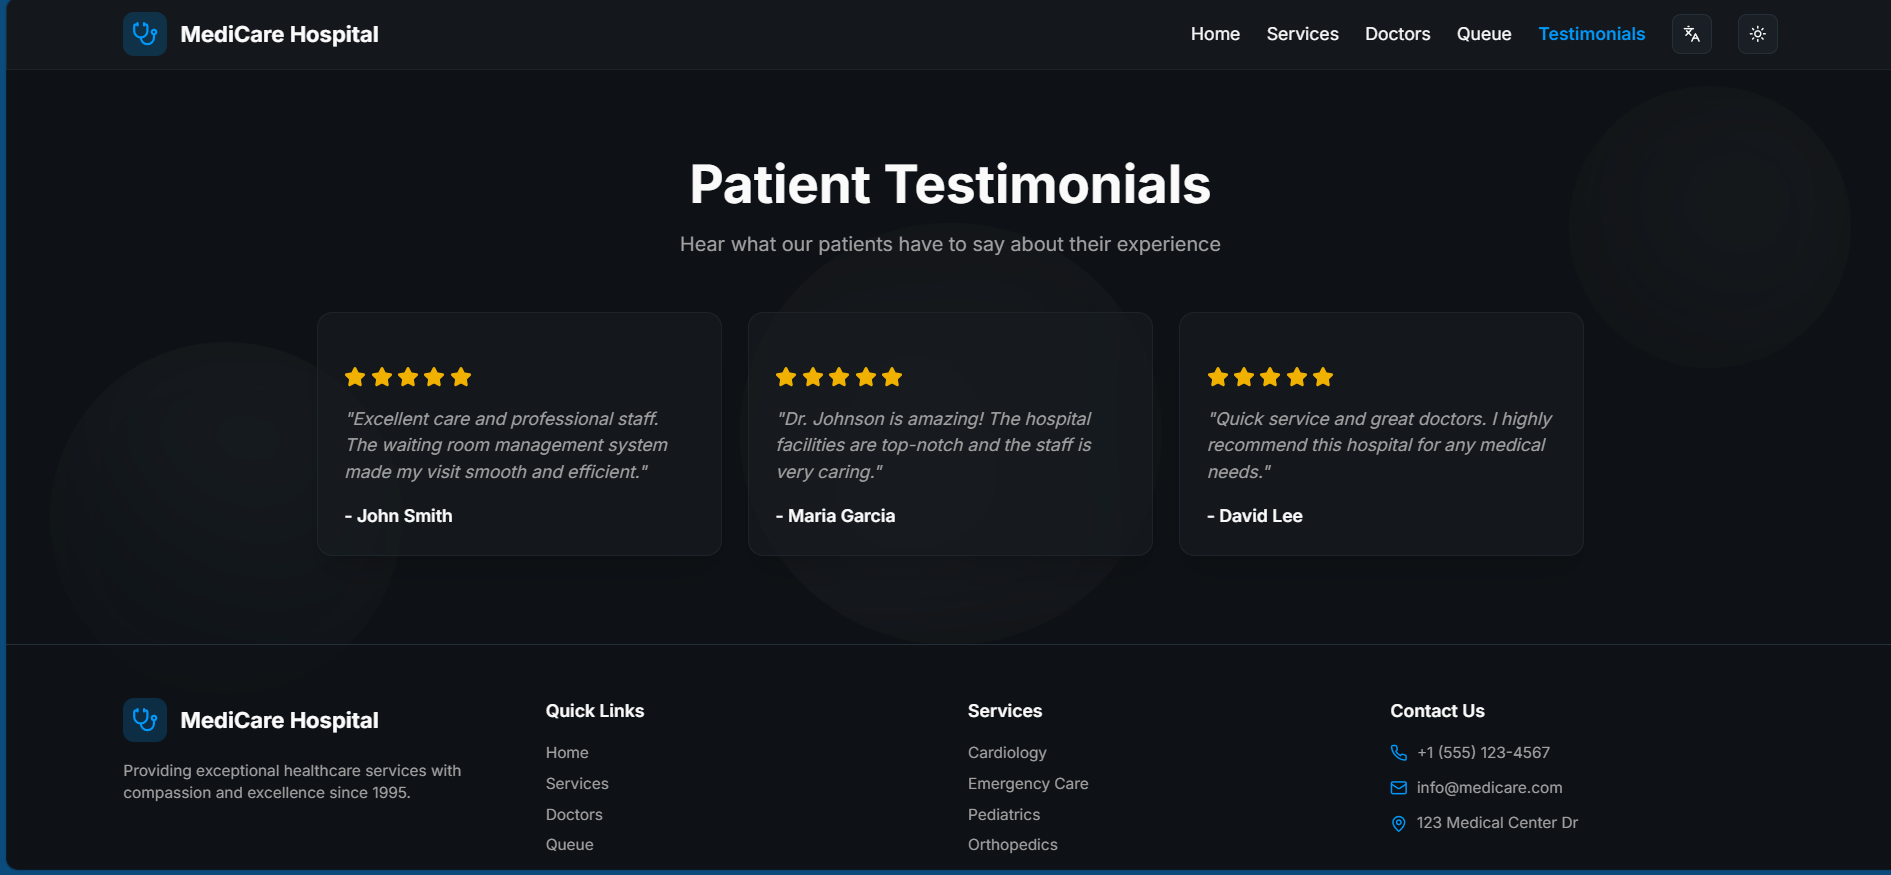 MediCare Hospital
Home Services Doctors Queue Testimonials
Patient Testimonials
Hear what our patients have to say about their experience
"Excellent care and professional staff.
The waiting room management system
made my visit smooth and efficient."
- John Smith
"Dr. Johnson is amazing! The hospital
facilities are top-notch and the staff is
very caring."
- Maria Garcia
"Quick service and great doctors. I highly
recommend this hospital for any medical
needs."
- David Lee
MediCare Hospital
Providing exceptional healthcare services with
compassion and excellence since 1995.
Quick Links
Home
Services
Doctors
Queue
Services
Cardiology
Emergency Care
Pediatrics
Orthopedics
Contact Us
+1 (555) 123-4567
info@medicare.com
123 Medical Center Dr